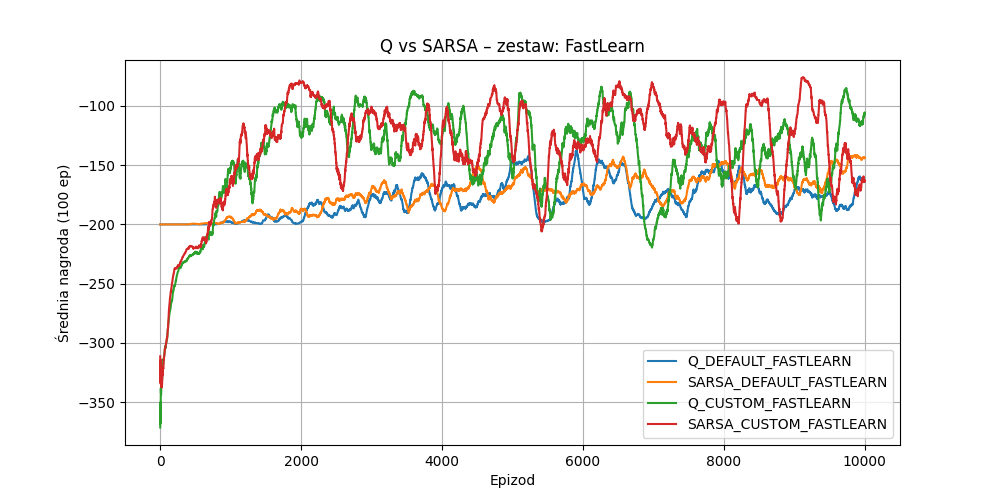 Q vs SARSA – zestaw: FastLearn
Średnia nagroda (100 ep)
−100
−150
−200
−250
−300
−350
0
2000
4000
6000
8000
10000
Epizod
Q_DEFAULT_FASTLEARN
SARSA_DEFAULT_FASTLEARN
Q_CUSTOM_FASTLEARN
SARSA_CUSTOM_FASTLEARN